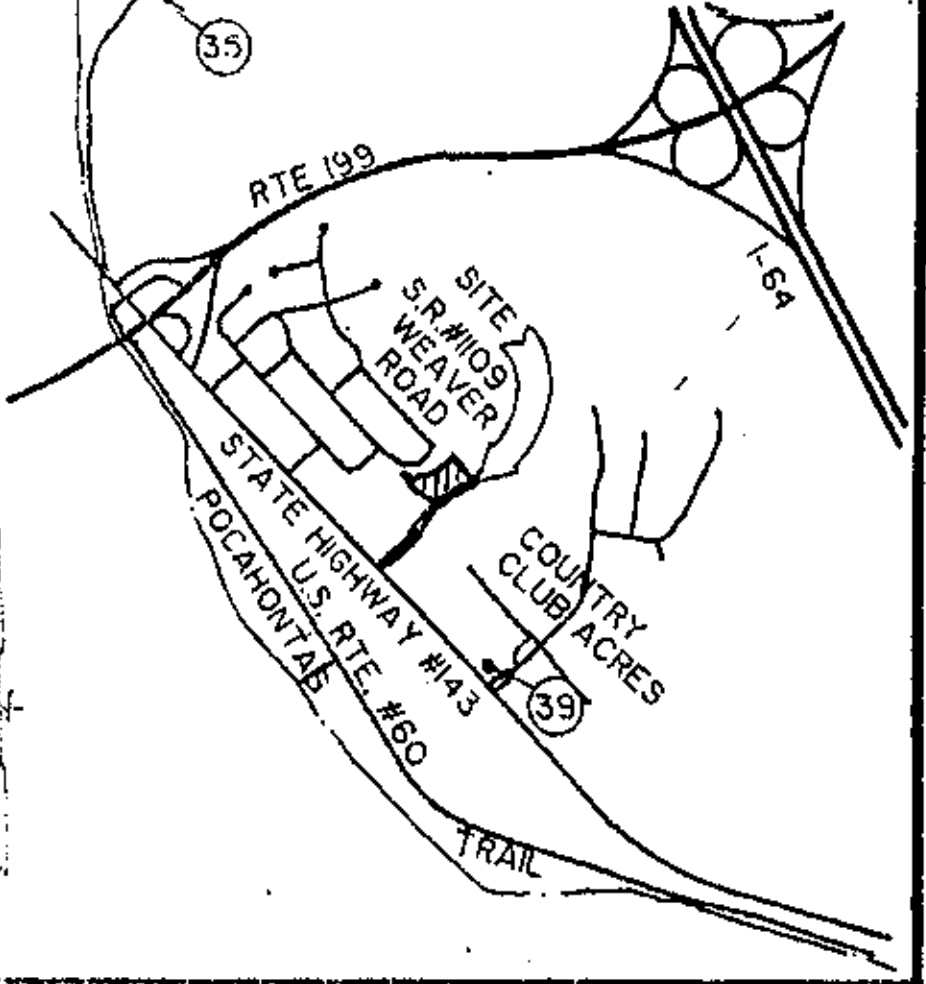 35
RTE 199
I-64
SITE
S.R.#1109
WEAVER
ROAD
STATE HIGHWAY #143
POCAHONTAS
U.S. RTE. #60
COUNTRY
CLUB ACRES
39
TRAIL